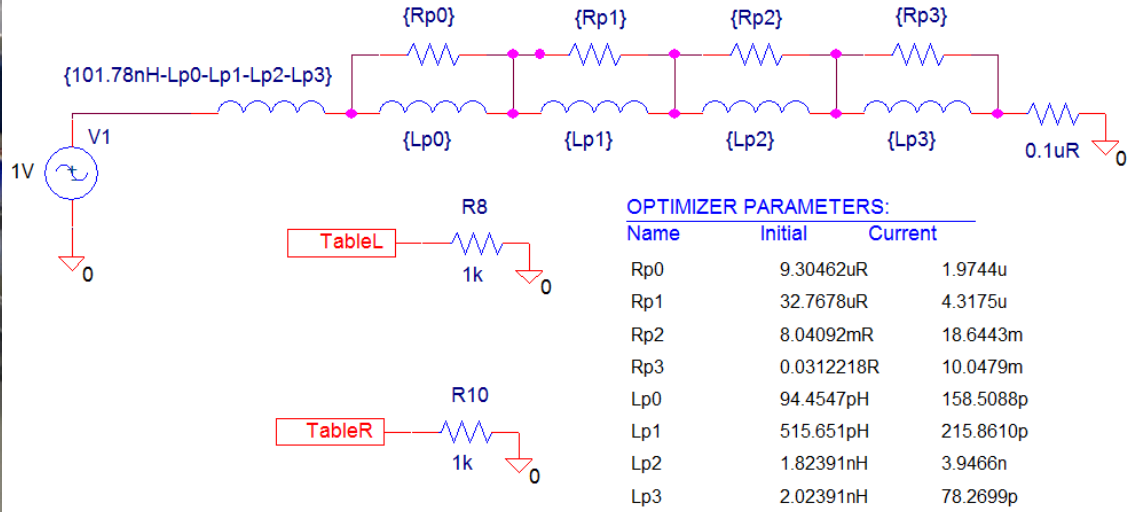 {Rp0} {Rp1} {Rp2} {Rp3}
{101.78nH-Lp0-Lp1-Lp2-Lp3}
V1
1V
{Lp0} {Lp1} {Lp2} {Lp3}
0.1uR
0
0
R8
TableL
1k
0
R10
TableR
1k
0
OPTIMIZER PARAMETERS:
Name Initial Current
Rp0 9.30462uR 1.9744u
Rp1 32.7678uR 4.3175u
Rp2 8.04092mR 18.6443m
Rp3 0.0312218R 10.0479m
Lp0 94.4547pH 158.5088p
Lp1 515.651pH 215.8610p
Lp2 1.82391nH 3.9466n
Lp3 2.02391nH 78.2699p